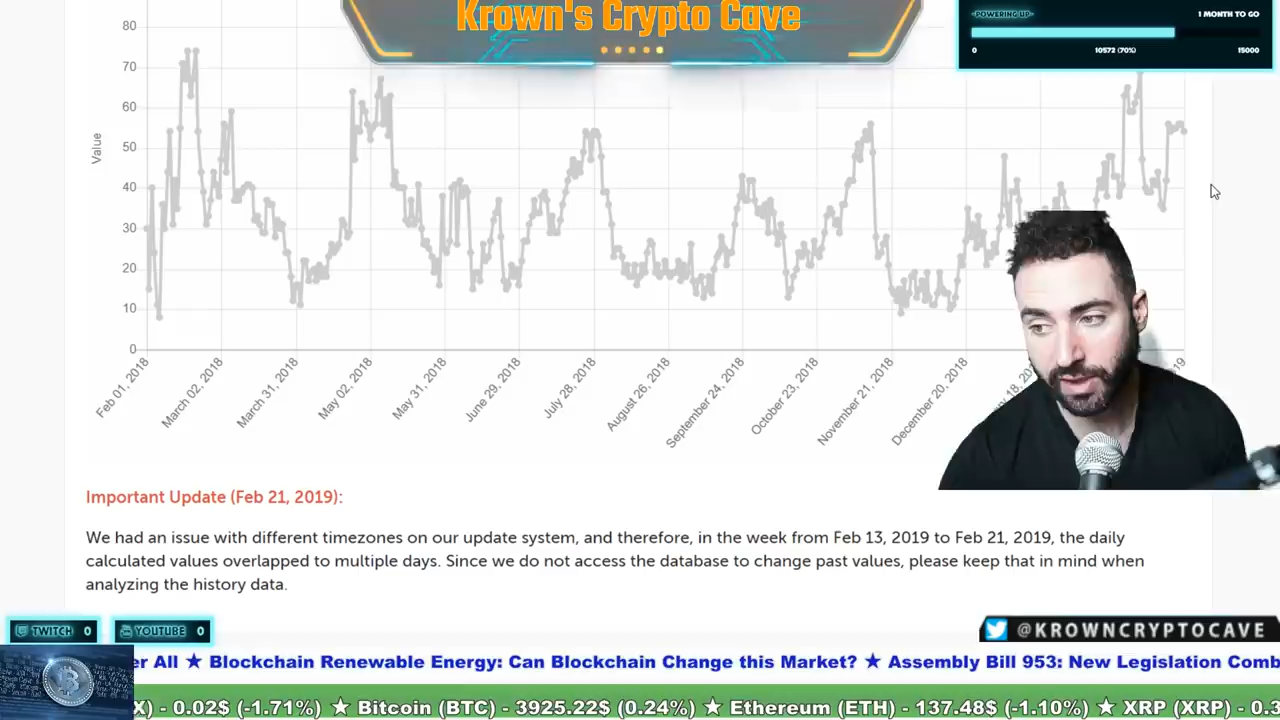 Krown's Crypto Cave
-POWERING UP-
1 MONTH TO GO
0
10572 (70%)
15000
80
70
60
50
40
30
20
10
0
Value
Feb 01, 2018
March 02, 2018
March 31, 2018
May 02, 2018
May 31, 2018
June 29, 2018
July 28, 2018
August 26, 2018
September 24, 2018
October 23, 2018
November 21, 2018
December 20, 2018
19
Important Update (Feb 21, 2019):
We had an issue with different timezones on our update system, and therefore, in the week from Feb 13, 2019 to Feb 21, 2019, the daily
calculated values overlapped to multiple days. Since we do not access the database to change past values, please keep that in mind when
analyzing the history data.
TWITCH 0
YOUTUBE 0
@KROWNCRYPTOCAVE
er All ★ Blockchain Renewable Energy: Can Blockchain Change this Market? ★ Assembly Bill 953: New Legislation Comb
X) - 0.02$ (-1.71%) ★ Bitcoin (BTC) - 3925.22$ (0.24%) ★ Ethereum (ETH) - 137.48$ (-1.10%) ★ XRP (XRP) - 0.3